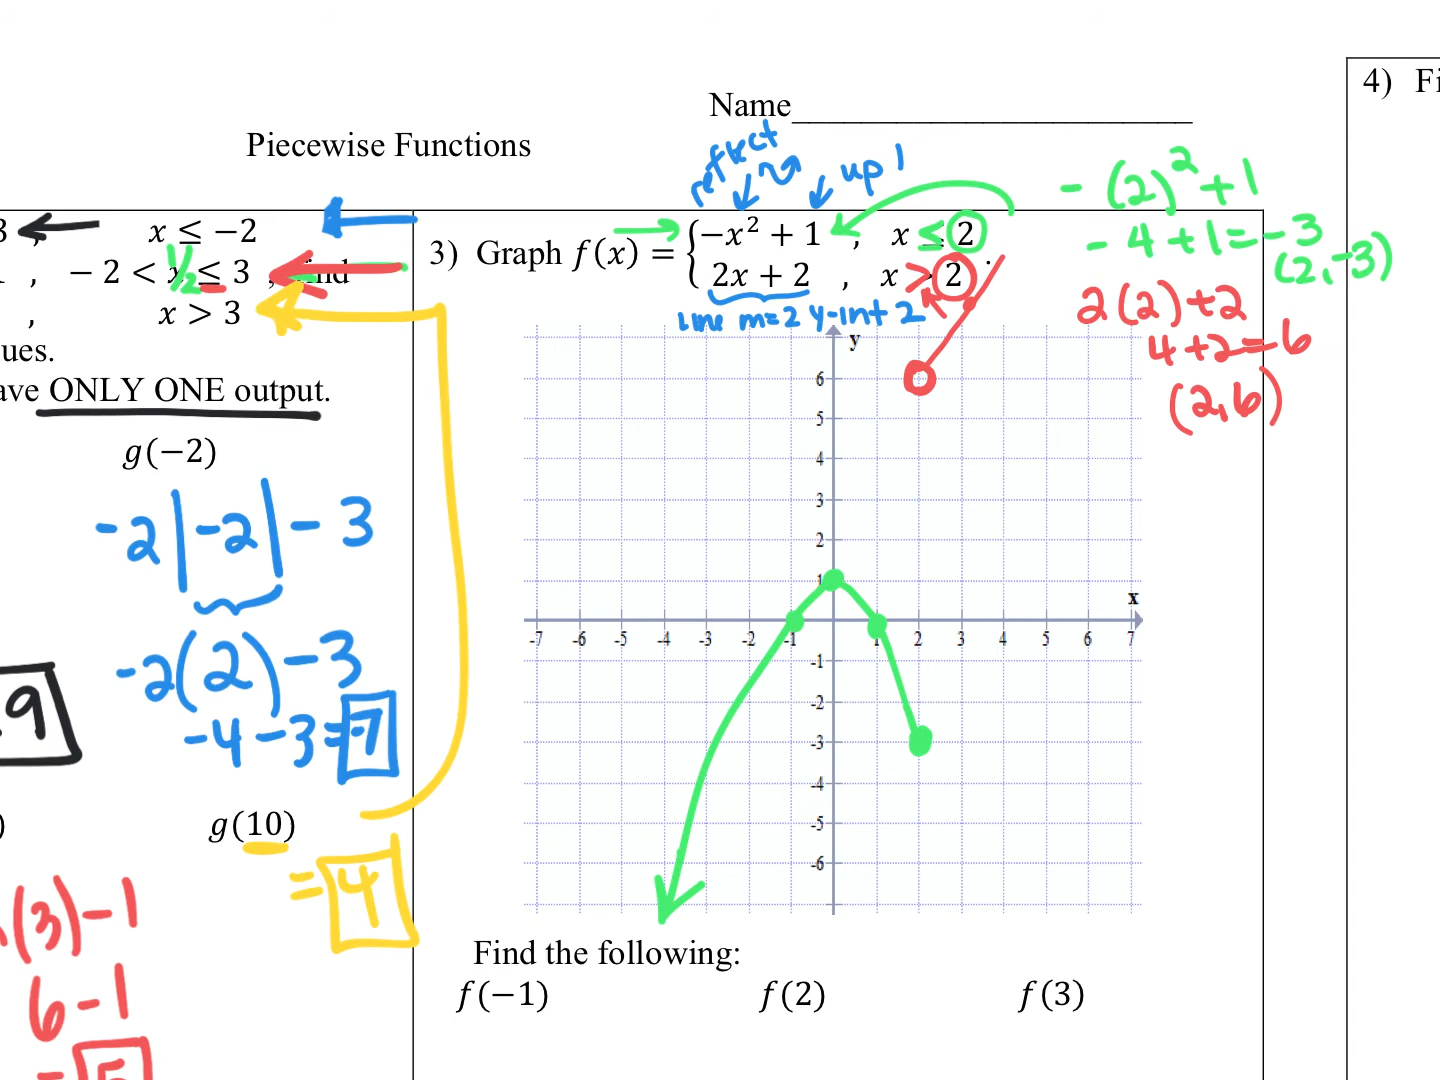 4) Fi
Name
Piecewise Functions
reflect
up 1
-(2)² + 1
-4 + 1 = -3
(2, -3)
3 , x ≤ -2
, -2 < x ≤ 3 , find
1/2
, x > 3
ues.
ave ONLY ONE output.
g(-2)
-2|-2| - 3
-2(2) - 3
-4 - 3 = -7
9
g(10)
= 4
(3) - 1
6 - 1
= 5
3) Graph f(x) = { -x² + 1 , x ≤ 2
2x + 2 , x > 2 .
line m=2 y-int 2
2(2) + 2
4 + 2 = 6
(2, 6)
y
6
5
4
3
2
1
x
-7 -6 -5 -4 -3 -2 -1 1 2 3 4 5 6 7
-1
-2
-3
-4
-5
-6
Find the following:
f(-1) f(2) f(3)